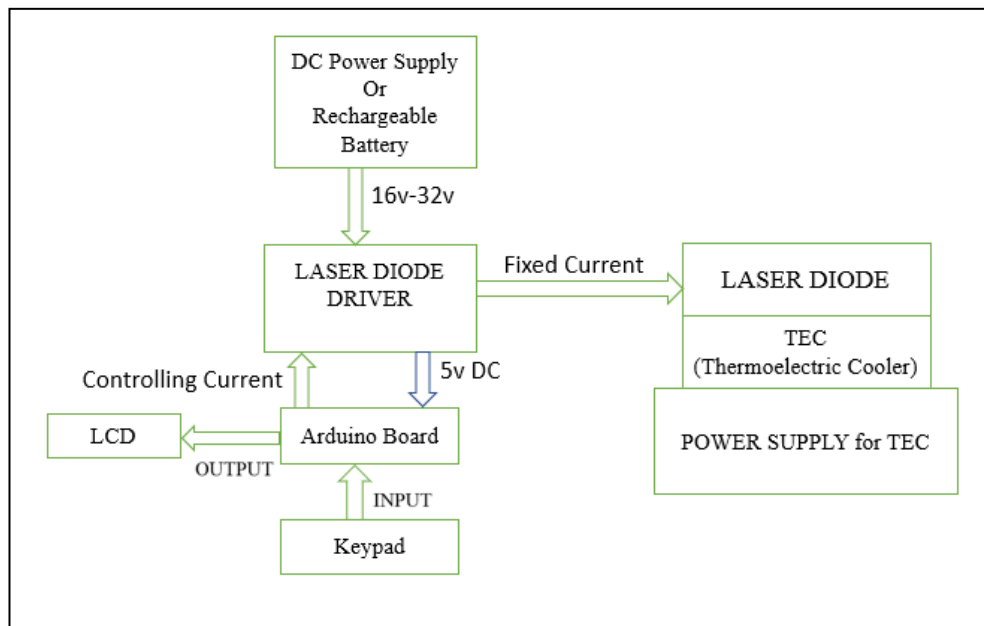 DC Power Supply
Or
Rechargeable
Battery
16v-32v
LASER DIODE
DRIVER
Fixed Current
LASER DIODE
TEC
(Thermoelectric Cooler)
POWER SUPPLY for TEC
Controlling Current
5v DC
LCD
OUTPUT
Arduino Board
INPUT
Keypad